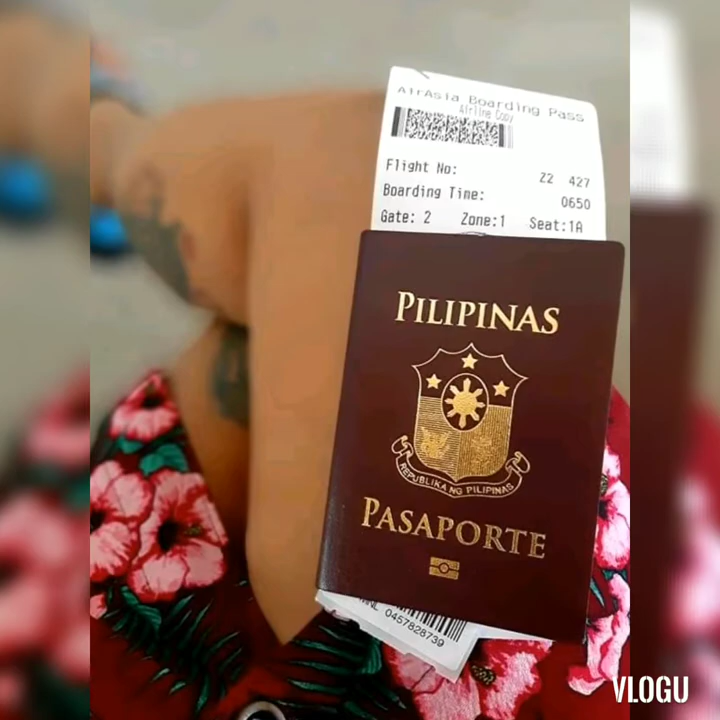 AirAsia Boarding Pass
Airline Copy
Flight No: Z2 427
Boarding Time: 0650
Gate: 2 Zone:1 Seat:1A
PILIPINAS
REPUBLIKA NG PILIPINAS
PASAPORTE
MNL 0457828739
VLOGU